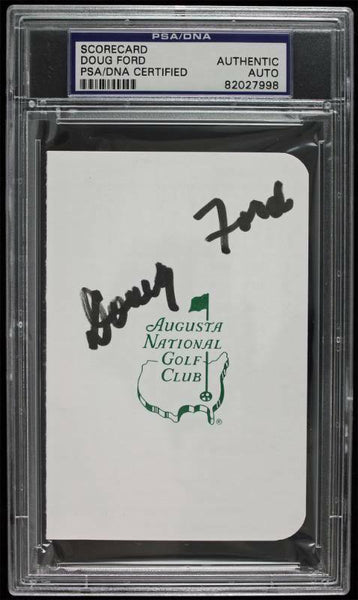 PSA/DNA
SCORECARD
DOUG FORD
PSA/DNA CERTIFIED
AUTHENTIC
AUTO
82027998
Doug Ford
AUGUSTA
NATIONAL
GOLF
CLUB
®